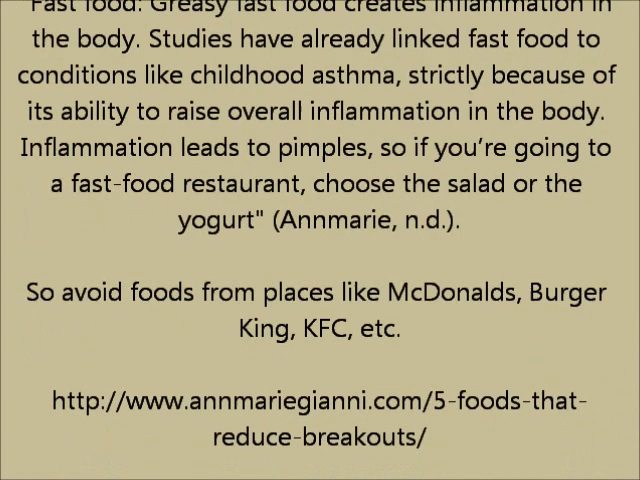 "Fast food: Greasy fast food creates inflammation in
the body. Studies have already linked fast food to
conditions like childhood asthma, strictly because of
its ability to raise overall inflammation in the body.
Inflammation leads to pimples, so if you’re going to
a fast-food restaurant, choose the salad or the
yogurt" (Annmarie, n.d.).
So avoid foods from places like McDonalds, Burger
King, KFC, etc.
http://www.annmariegianni.com/5-foods-that-
reduce-breakouts/